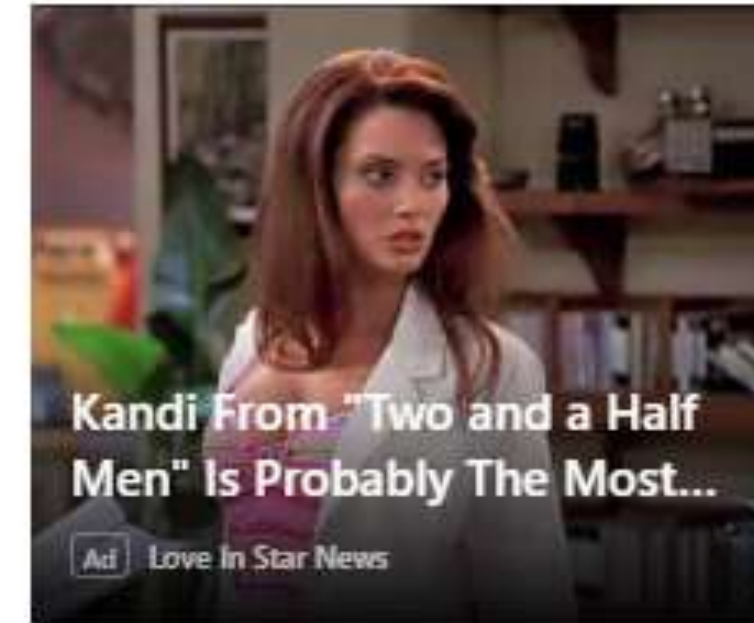 Kandi From "Two and a Half
Men" Is Probably The Most...
Ad Love In Star News